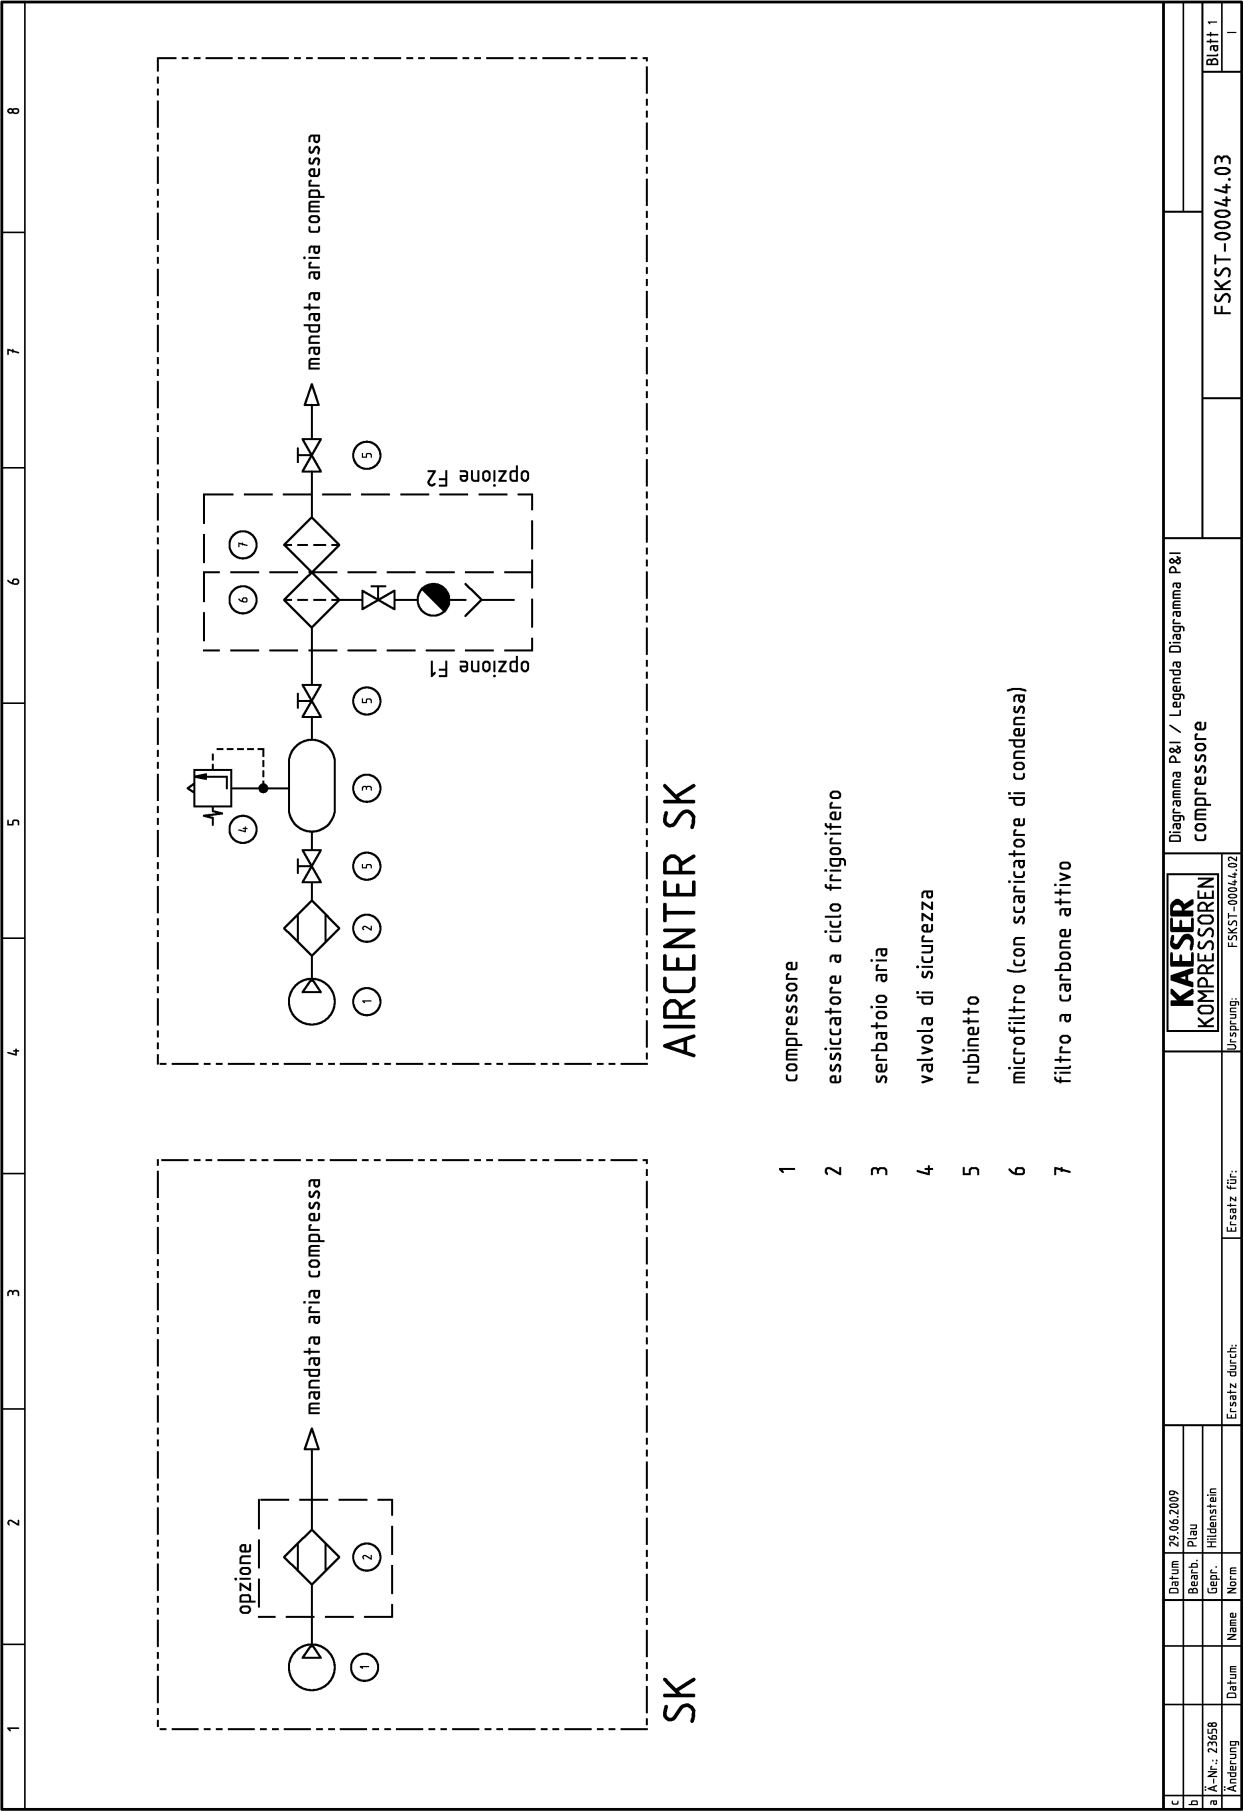 1 2 3 4 5 6 7 8
opzione
1
2
mandata aria compressa
SK
4
6
7
1
2
5
3
5
5
mandata aria compressa
opzione F1
opzione F2
AIRCENTER SK
1 compressore
2 essiccatore a ciclo frigorifero
3 serbatoio aria
4 valvola di sicurezza
5 rubinetto
6 microfiltro (con scaricatore di condensa)
7 filtro a carbone attivo
c
b
a Ä-Nr.: 23658
Änderung Datum Name
Datum 29.06.2009
Bearb. Plau
Gepr. Hildenstein
Norm
Ersatz durch: Ersatz für:
KAESER
KOMPRESSOREN
Ursprung: FSKST-00044.02
Diagramma P&I / Legenda Diagramma P&I
compressore
FSKST-00044.03
Blatt 1
I